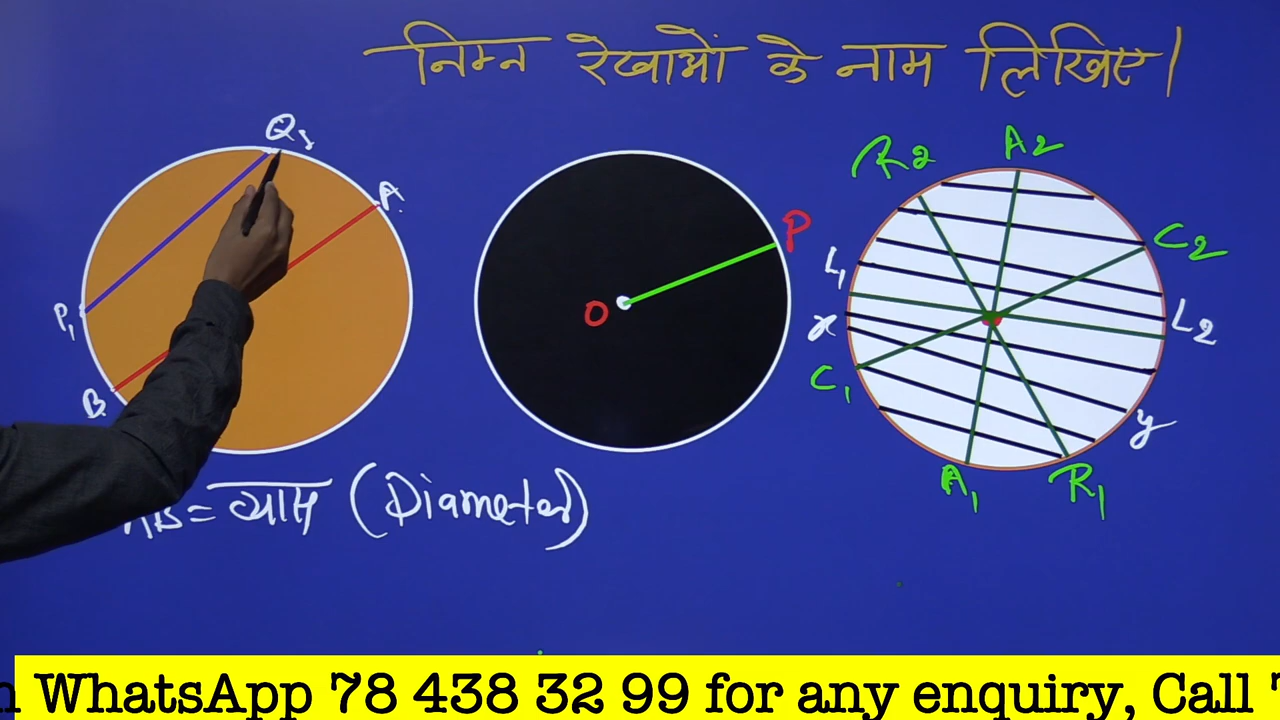 निम्न रेखाओं के नाम लिखिए।
Q₁
A
P₁
B
O
P
R2
A2
C2
L₁
L2
x
C₁
y
A₁
R₁
AB = व्यास (Diameter)
WhatsApp 78 438 32 99 for any enquiry, Call